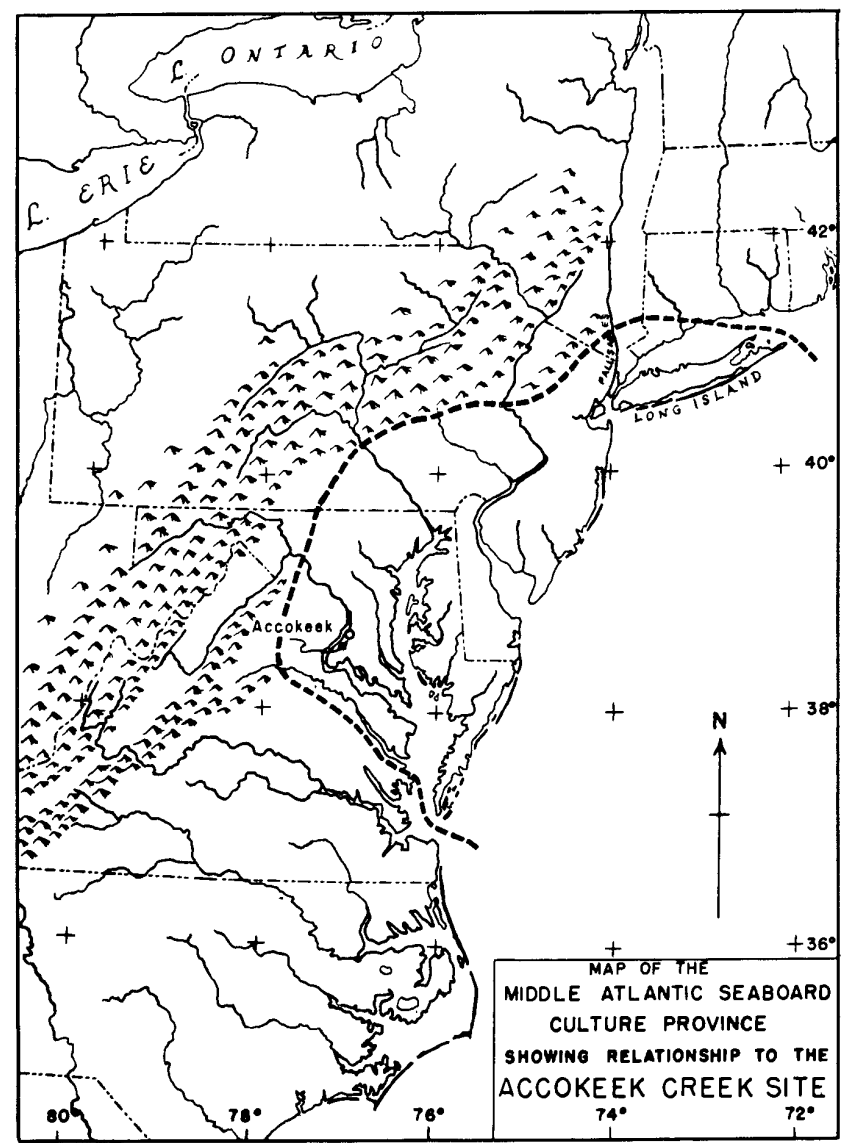 L. ONTARIO
L. ERIE
42°
PALLISADE
LONG ISLAND
40°
Accokeek
38°
N
36°
MAP OF THE
MIDDLE ATLANTIC SEABOARD
CULTURE PROVINCE
SHOWING RELATIONSHIP TO THE
ACCOKEEK CREEK SITE
80° 78° 76° 74° 72°